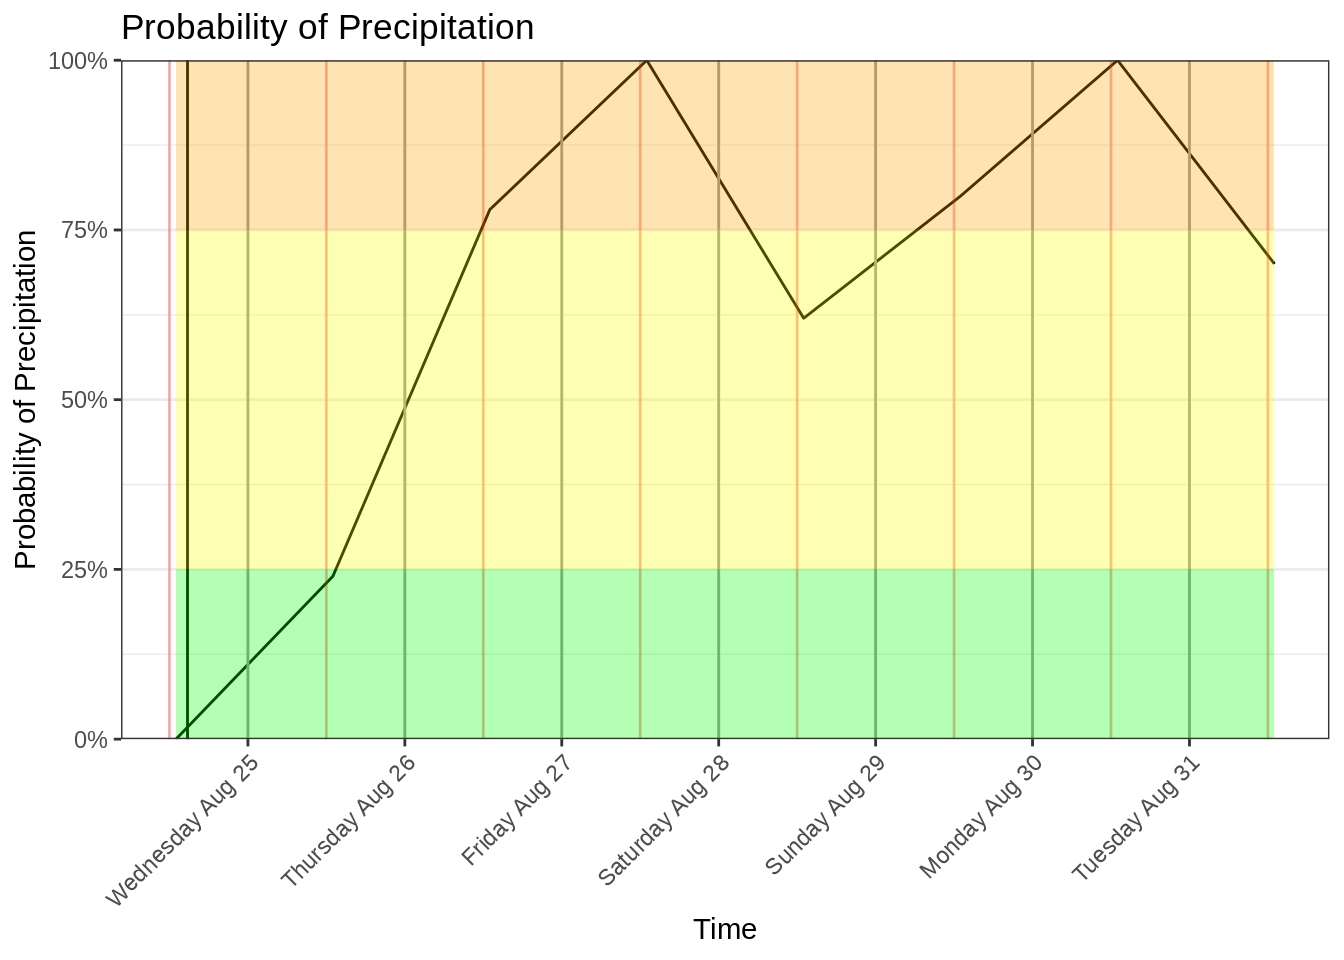 Probability of Precipitation
Probability of Precipitation
100%
75%
50%
25%
0%
Wednesday Aug 25
Thursday Aug 26
Friday Aug 27
Saturday Aug 28
Sunday Aug 29
Monday Aug 30
Tuesday Aug 31
Time